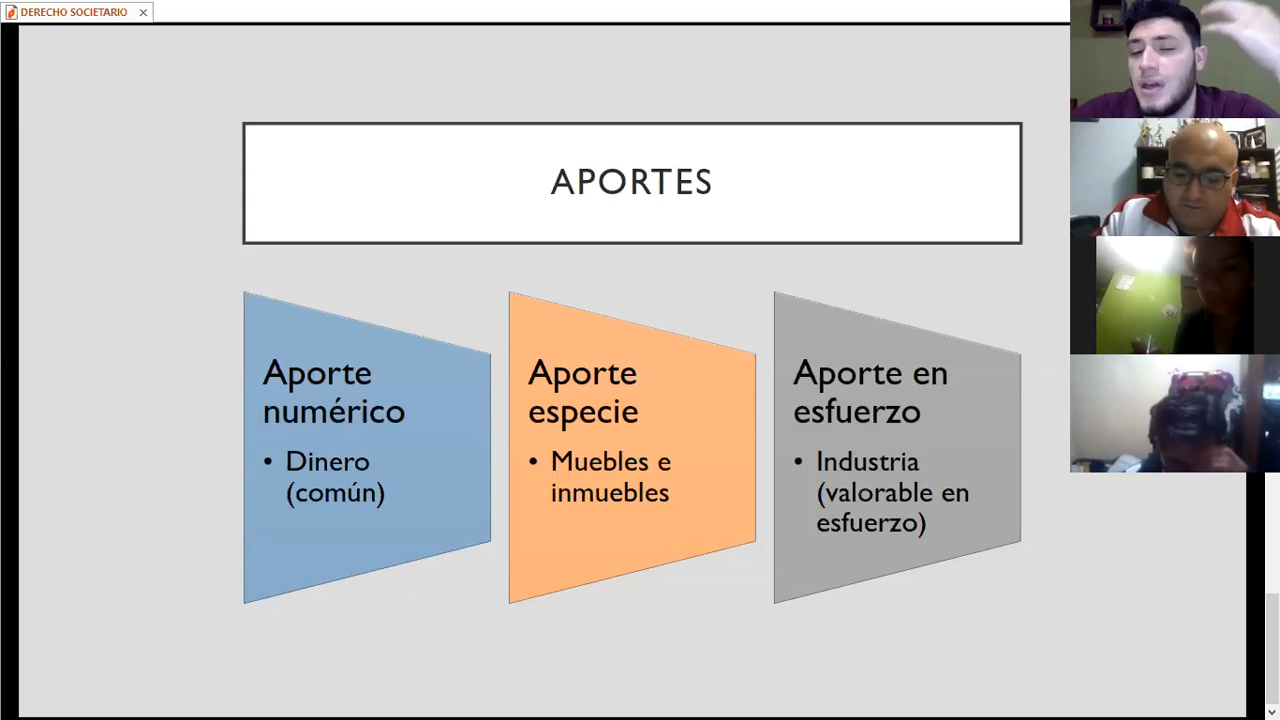 DERECHO SOCIETARIO
APORTES
Aporte
numérico
• Dinero
(común)
Aporte
especie
• Muebles e
inmuebles
Aporte en
esfuerzo
• Industria
(valorable en
esfuerzo)